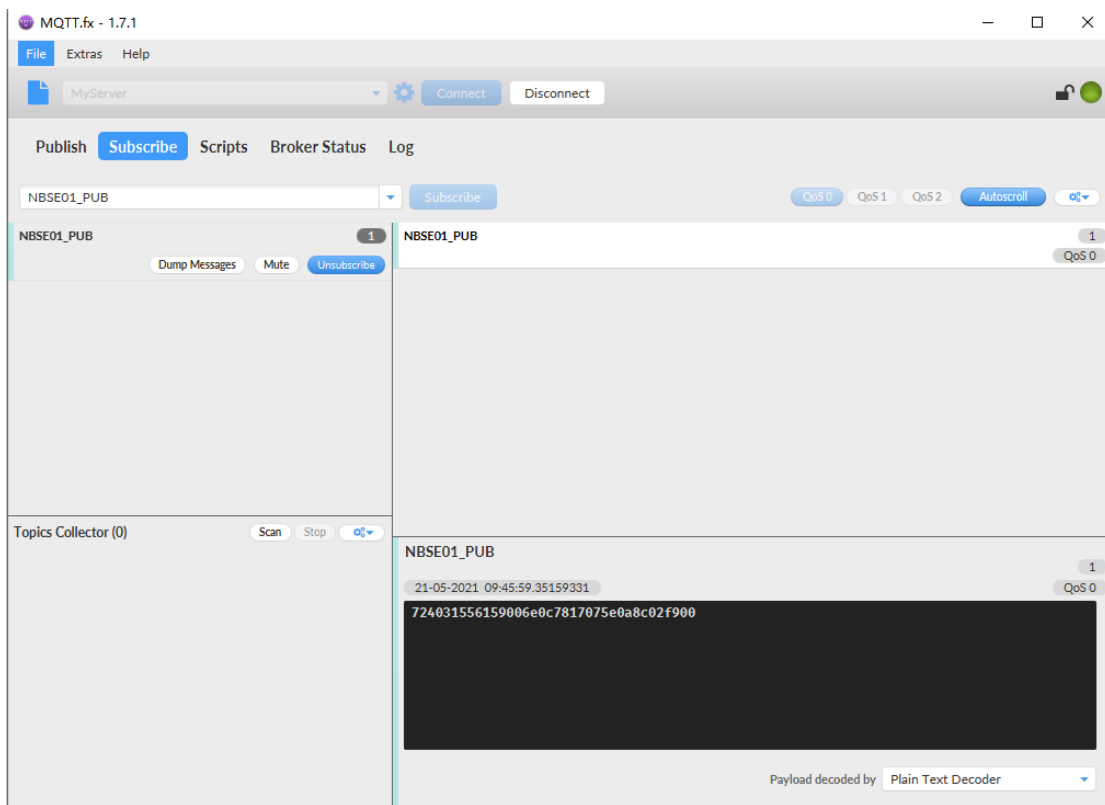 MQTT.fx - 1.7.1
File Extras Help
MyServer Connect Disconnect
Publish Subscribe Scripts Broker Status Log
NBSE01_PUB Subscribe QoS 0 QoS 1 QoS 2 Autoscroll
NBSE01_PUB 1
Dump Messages Mute Unsubscribe
NBSE01_PUB 1
QoS 0
Topics Collector (0) Scan Stop
NBSE01_PUB
1
21-05-2021 09:45:59.35159331 QoS 0
724031556159006e0c7817075e0a8c02f900
Payload decoded by Plain Text Decoder